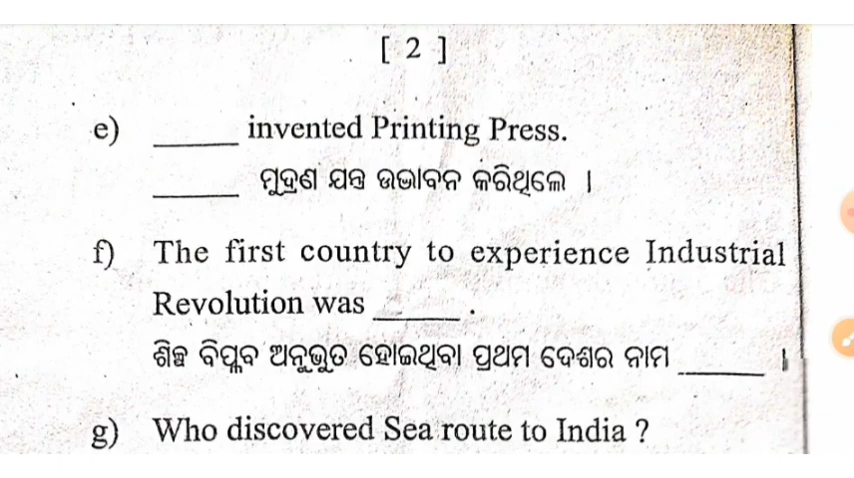 [ 2 ]
e) _____ invented Printing Press.
_____ ମୁଦ୍ରଣ ଯନ୍ତ୍ର ଉଦ୍ଭାବନ କରିଥିଲେ ।
f) The first country to experience Industrial
Revolution was _____ .
ଶିଳ୍ପ ବିପ୍ଳବ ଅନୁଭୁତ ହୋଇଥିବା ପ୍ରଥମ ଦେଶର ନାମ _____ ।
g) Who discovered Sea route to India ?